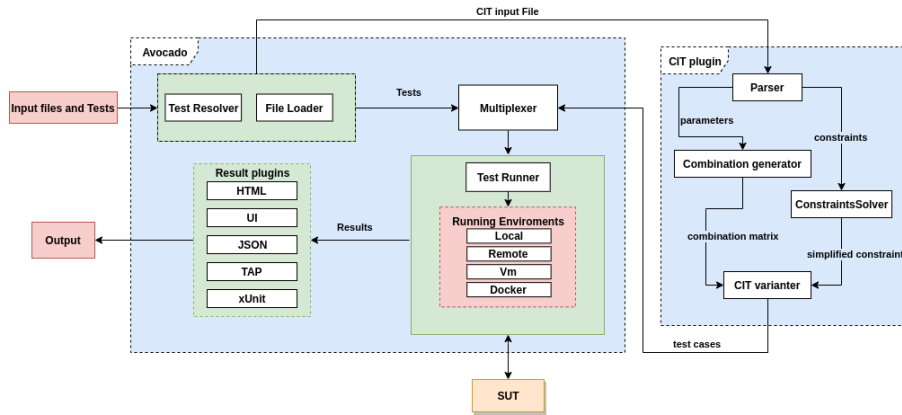 CIT input File
Avocado
CIT plugin
Input files and Tests
Test Resolver
File Loader
Tests
Multiplexer
Parser
parameters
constraints
Combination generator
ConstraintsSolver
combination matrix
simplified constraint
CIT varianter
test cases
Test Runner
Running Enviroments
Local
Remote
Vm
Docker
Results
Result plugins
HTML
UI
JSON
TAP
xUnit
Output
SUT